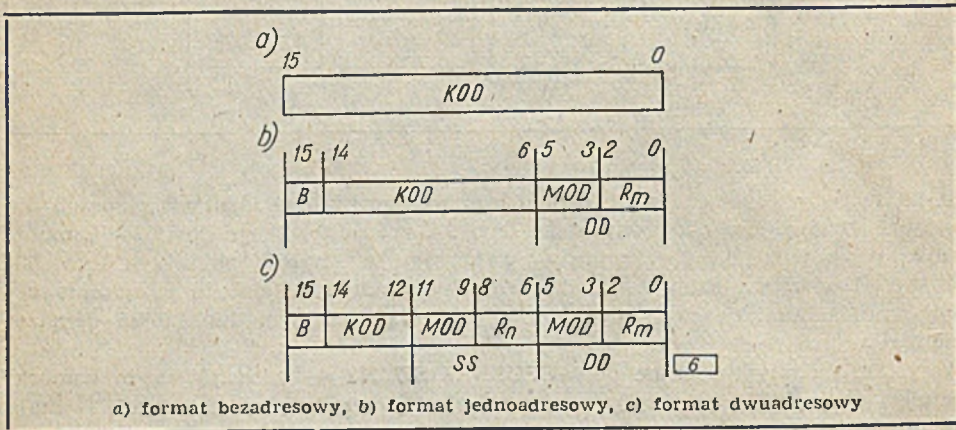 a)
15 0
KOD
b)
15 14 6 5 3 2 0
B KOD MOD Rm
DD
c)
15 14 12 11 9 8 6 5 3 2 0
B KOD MOD Rn MOD Rm
SS DD 6
a) format bezadresowy, b) format jednoadresowy, c) format dwuadresowy